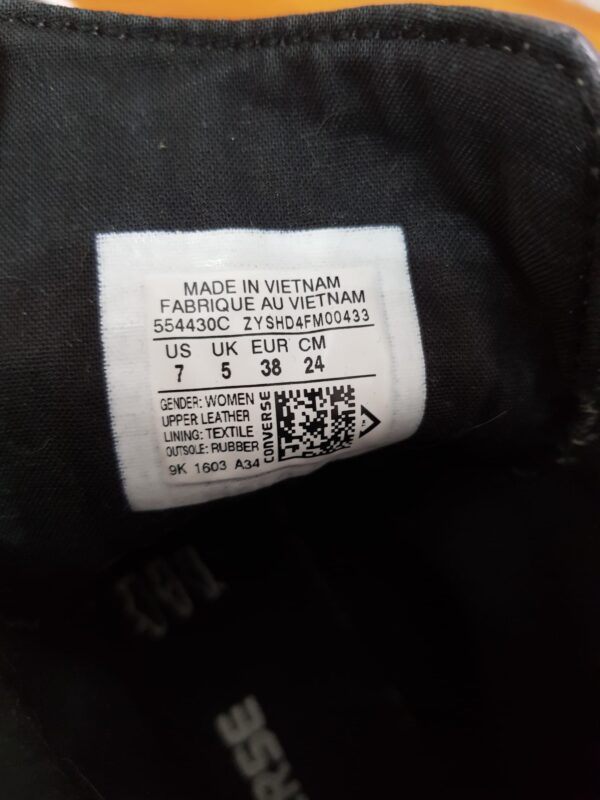 MADE IN VIETNAM
FABRIQUE AU VIETNAM
554430C ZYSHD4FM00433
US UK EUR CM
7 5 38 24
GENDER: WOMEN
UPPER LEATHER
LINING: TEXTILE
OUTSOLE: RUBBER
9K 1603 A34
CONVERSE